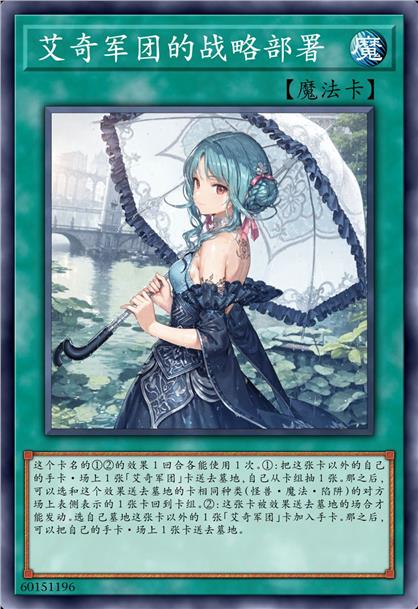 艾奇军团的战略部署
魔
【魔法卡】
这个卡名的①②的效果1回合各能使用1次。①:把这张卡以外的自己
的手卡·场上1张「艾奇军团」卡送去墓地,自己从卡组抽1张。那之后,
可以选和这个效果送去墓地的卡相同种类(怪兽·魔法·陷阱)的对方
场上表侧表示的1张卡回到卡组。②:这张卡被效果送去墓地的场合才
能发动。选自己墓地这张卡以外的1张「艾奇军团」卡加入手卡。那之后,
可以把自己的手卡·场上1张卡送去墓地。
60151196